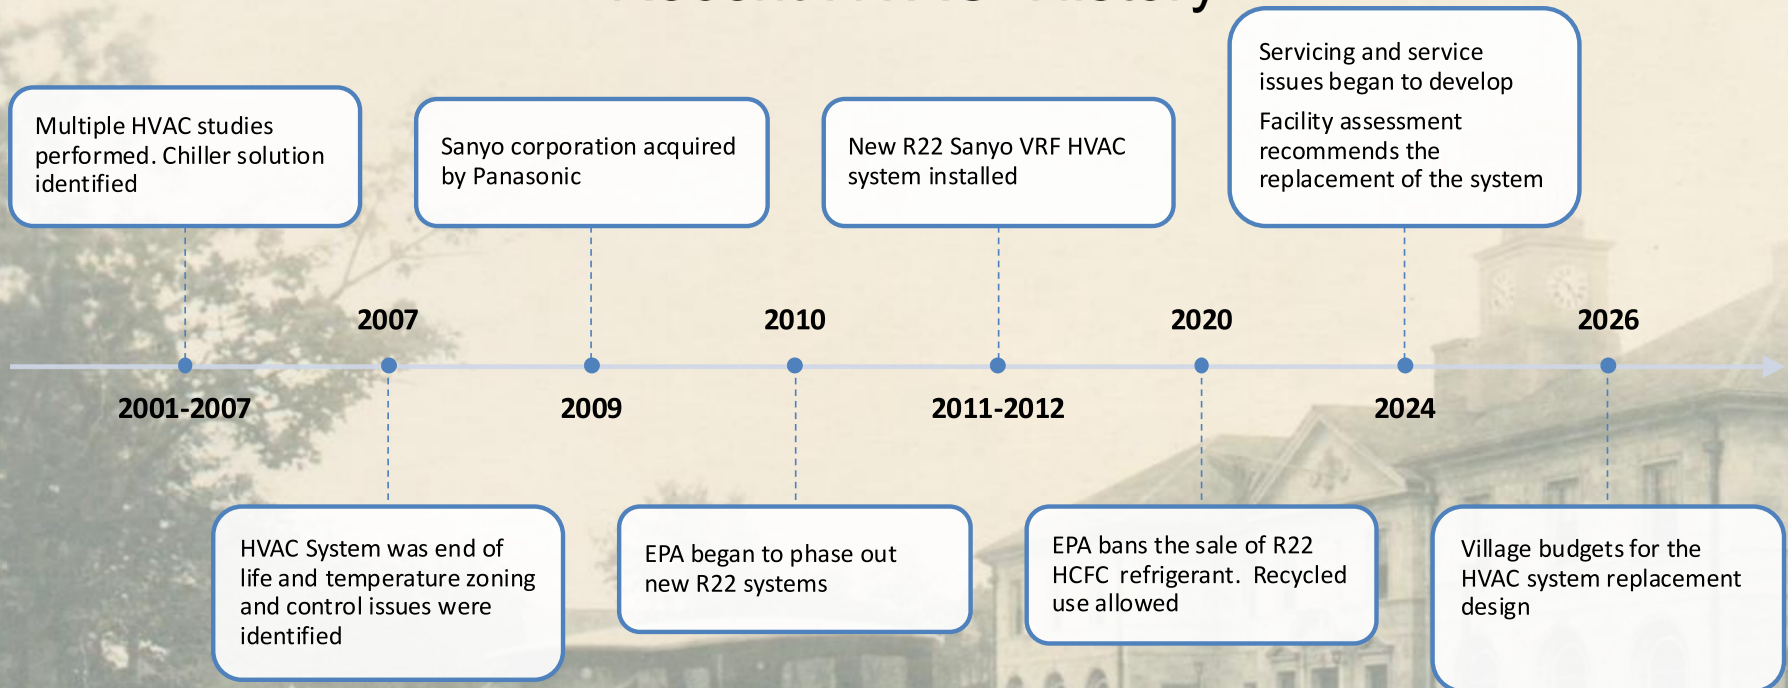 Servicing and service
issues began to develop
Facility assessment
recommends the
replacement of the system
Multiple HVAC studies
performed. Chiller solution
identified
Sanyo corporation acquired
by Panasonic
New R22 Sanyo VRF HVAC
system installed
2007
2010
2020
2026
2001-2007
2009
2011-2012
2024
HVAC System was end of
life and temperature zoning
and control issues were
identified
EPA began to phase out
new R22 systems
EPA bans the sale of R22
HCFC refrigerant. Recycled
use allowed
Village budgets for the
HVAC system replacement
design